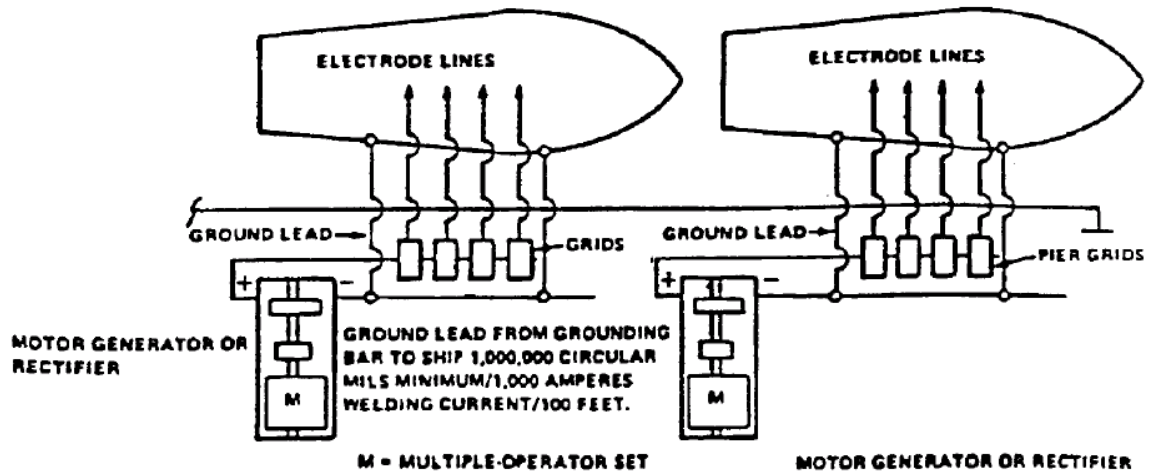 ELECTRODE LINES
ELECTRODE LINES
GROUND LEAD
GRIDS
GROUND LEAD
PIER GRIDS
+ −
+ −
MOTOR GENERATOR OR
RECTIFIER
GROUND LEAD FROM GROUNDING
BAR TO SHIP 1,000,000 CIRCULAR
MILS MINIMUM/1,000 AMPERES
WELDING CURRENT/100 FEET.
M
M
M = MULTIPLE-OPERATOR SET
MOTOR GENERATOR OR RECTIFIER